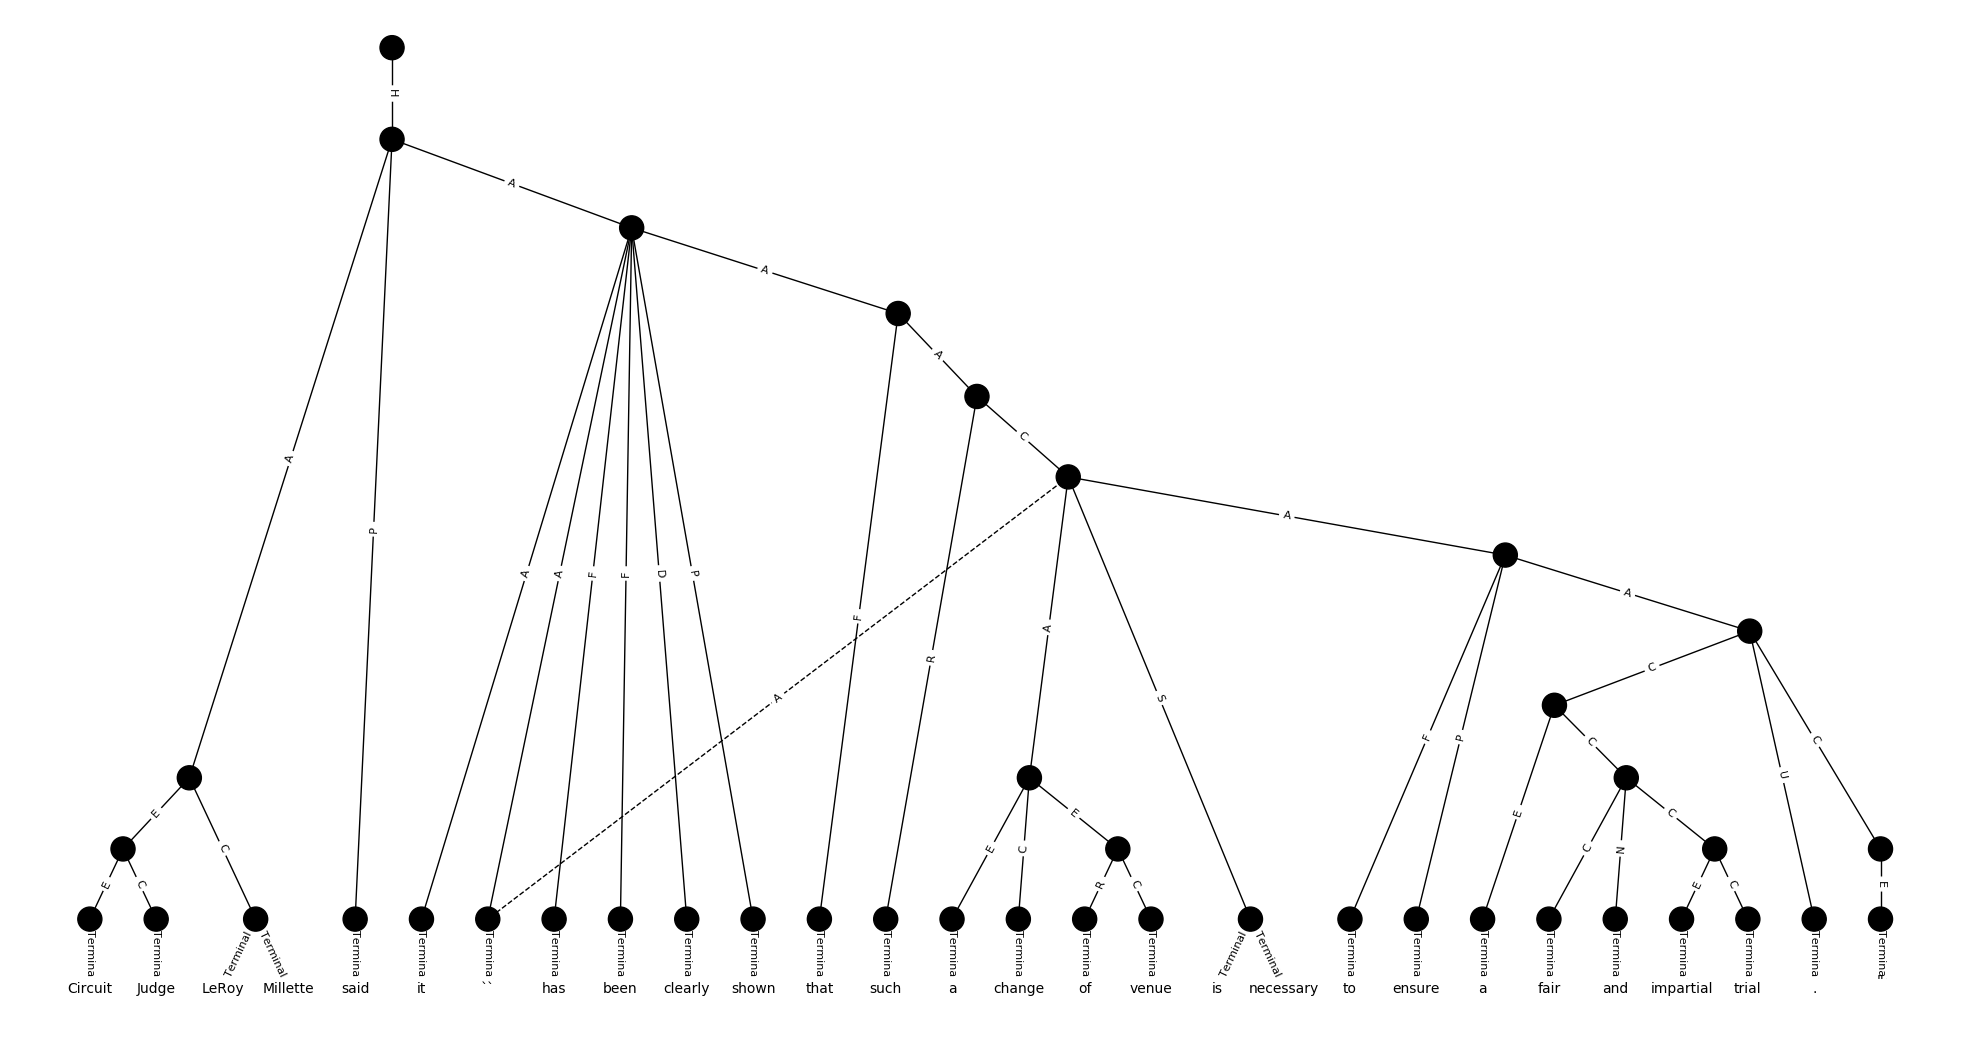 H
A
A
A
C
A
A
P
A A F F D P
A
F
A
R
C
A S
F P C C
U
E E E C
C E C C N
E C R C E C E
Termina Termina Terminal Terminal Termina Termina Termina Termina Termina Termina Termina Termina Termina Termina Termina Termina Termina Terminal Terminal Termina Termina Termina Termina Termina Termina Termina Termina Termina
Circuit Judge LeRoy Millette said it `` has been clearly shown that such a change of venue is necessary to ensure a fair and impartial trial .